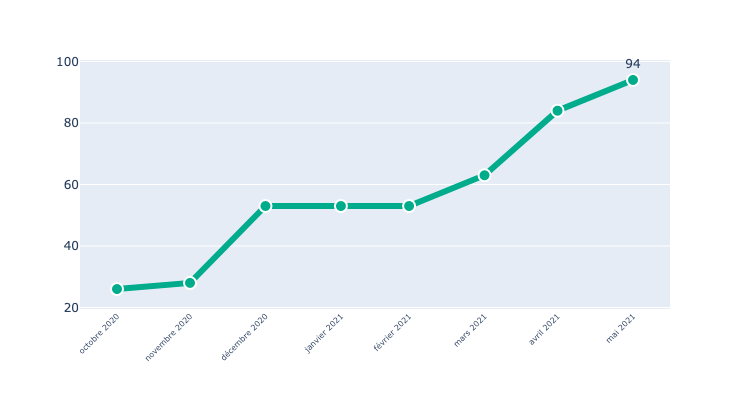 94
100
80
60
40
20
octobre 2020
novembre 2020
décembre 2020
janvier 2021
février 2021
mars 2021
avril 2021
mai 2021